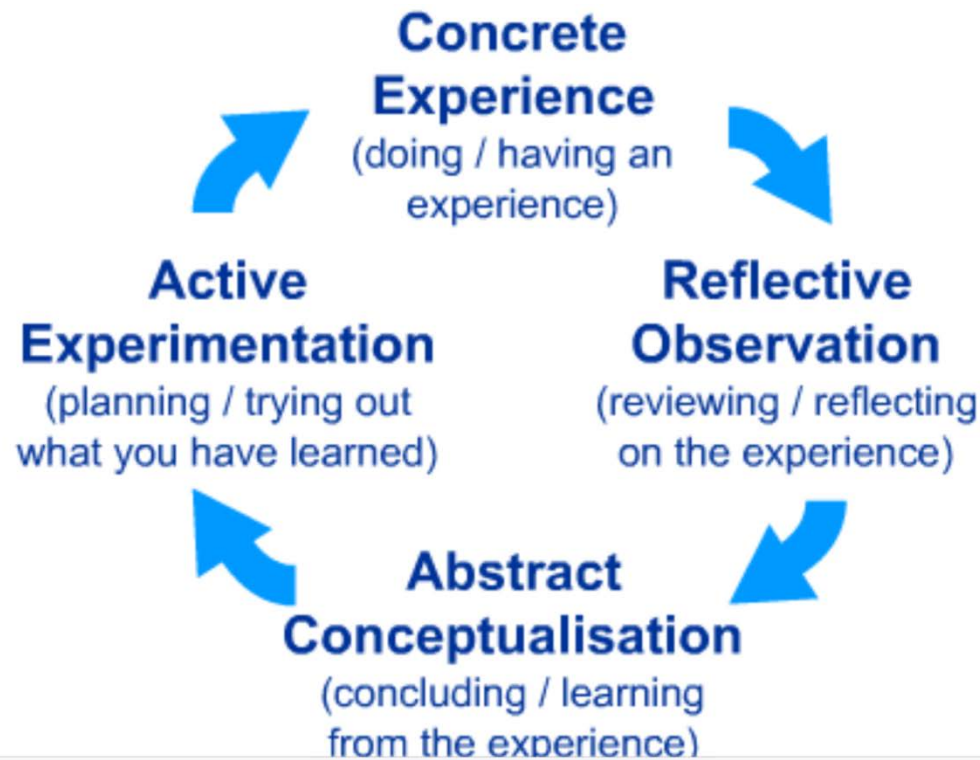 Concrete
Experience
(doing / having an
experience)
Active
Experimentation
(planning / trying out
what you have learned)
Reflective
Observation
(reviewing / reflecting
on the experience)
Abstract
Conceptualisation
(concluding / learning
from the experience)